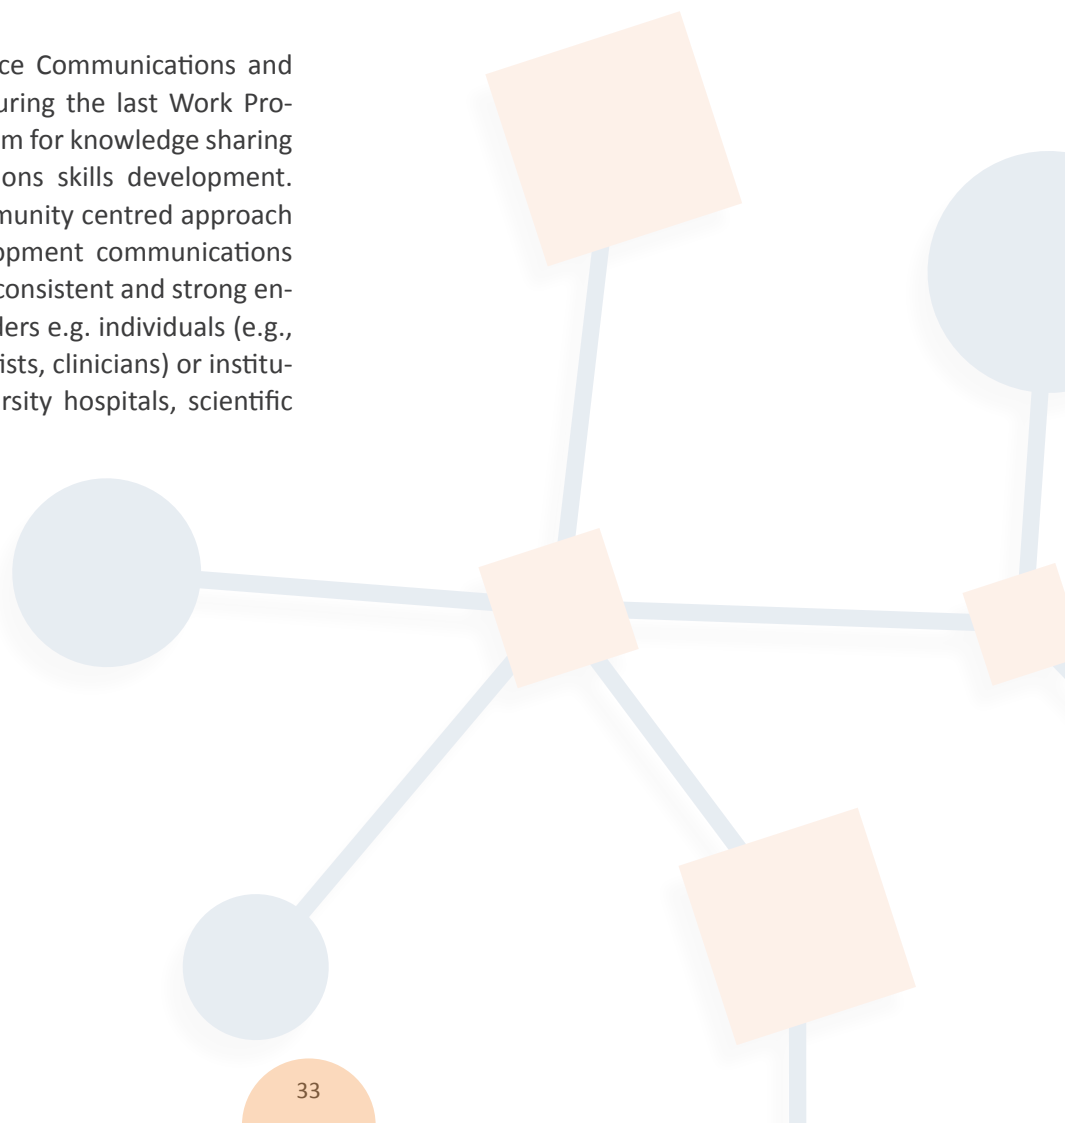 ce Communications and
uring the last Work Pro-
m for knowledge sharing
ons skills development.
munity centred approach
opment communications
consistent and strong en-
ders e.g. individuals (e.g.,
ists, clinicians) or institu-
rsity hospitals, scientific
33